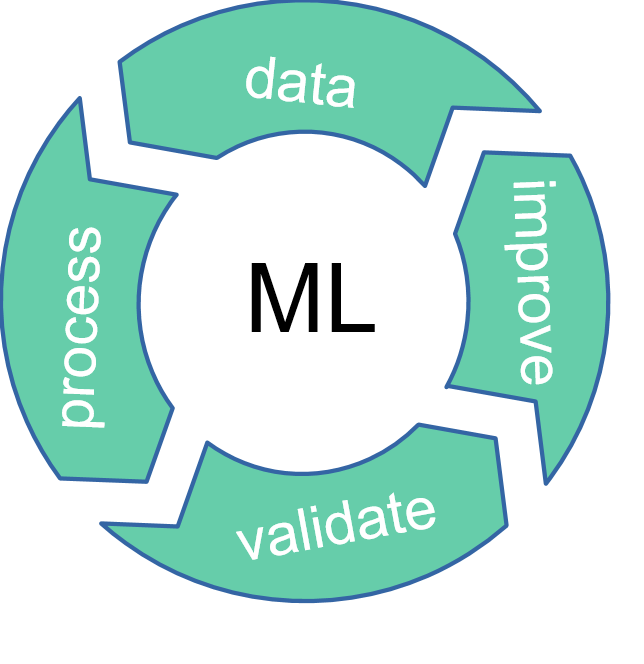 data
improve
validate
process
ML